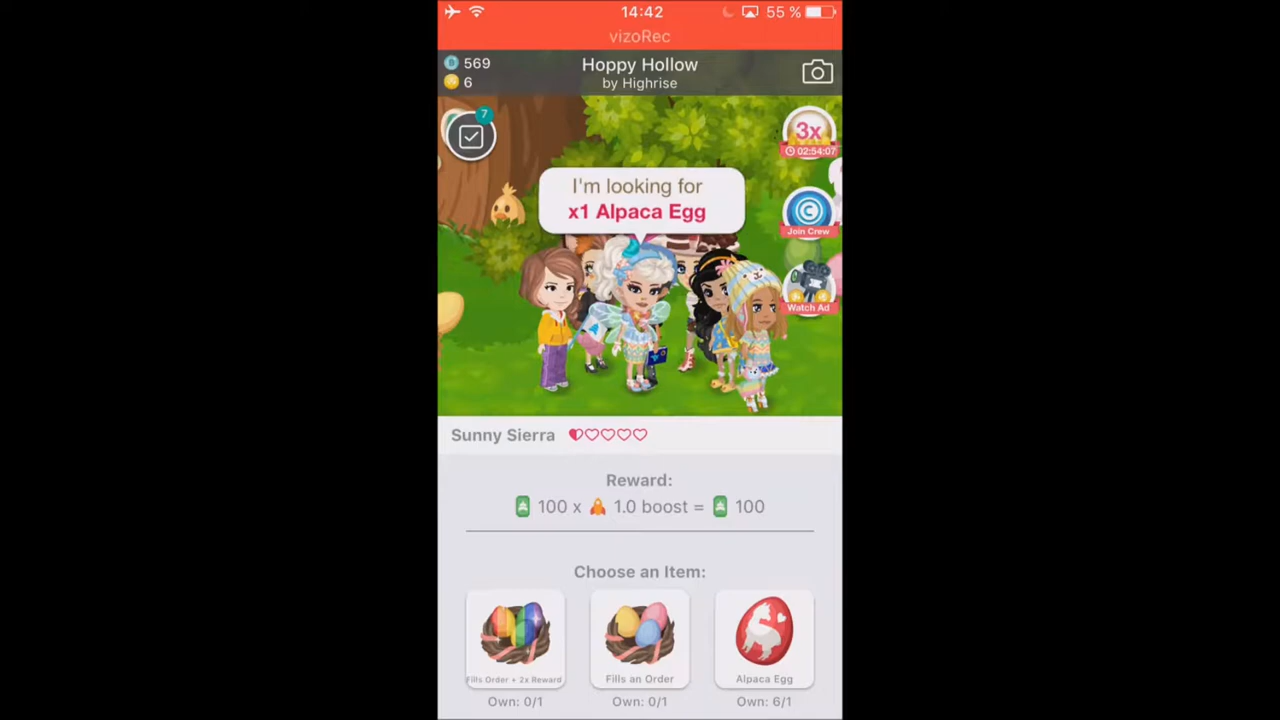 14:42
55 %
vizoRec
569
6
Hoppy Hollow
by Highrise
7
3x
02:54:07
I'm looking for
x1 Alpaca Egg
Join Crew
Watch Ad
Sunny Sierra
Reward:
100 x 1.0 boost = 100
Choose an Item:
Fills Order + 2x Reward
Fills an Order
Alpaca Egg
Own: 0/1
Own: 0/1
Own: 6/1